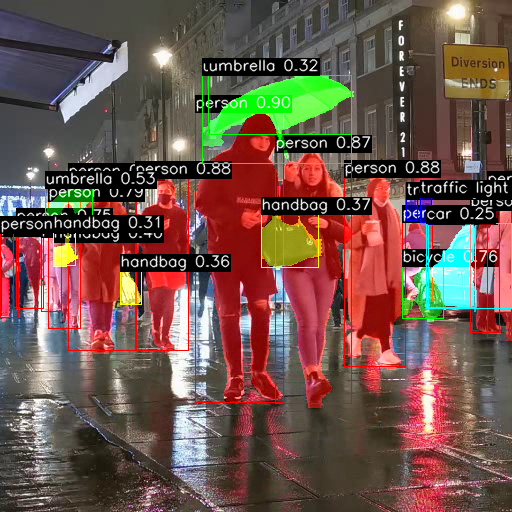 umbrella 0.32
person 0.90
person 0.87
person 0.88
person 0.88
umbrella 0.53
person 0.79
trtraffic light
person
handbag 0.31
handbag 0.37
car 0.25
handbag 0.36
bicycle 0.76
FOREVER 21
Diversion
ENDS